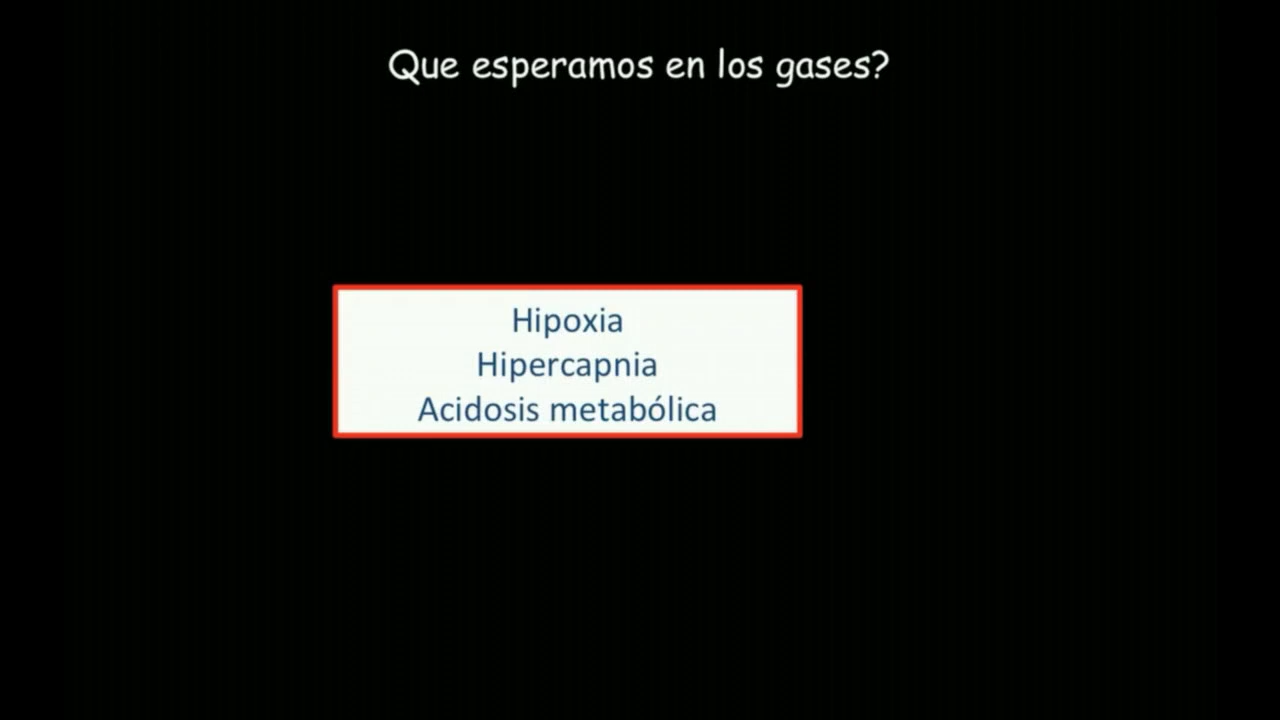 Que esperamos en los gases?
Hipoxia
Hipercapnia
Acidosis metabólica